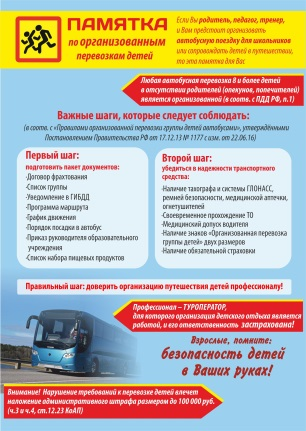 ПАМЯТКА
по организованным
перевозкам детей
Если Вы родитель, педагог, тренер,
и Вам предстоит организовать
автобусную поездку для школьников
или сопровождать детей в путешествии,
то эта памятка для Вас
Любая автобусная перевозка 8 и более детей
в отсутствии родителей (опекунов, попечителей)
является организованной (в соотв. с ПДД РФ, п.1)
Важные шаги, которые следует соблюдать:
(в соотв. с «Правилами организованной перевозки группы детей автобусами», утверждёнными
Постановлением Правительства РФ от 17.12.13 № 1177 с изм. от 22.06.16)
Первый шаг:
подготовить пакет документов:
-Договор фрахтования
-Список группы
-Уведомление в ГИБДД
-Программа маршрута
-График движения
-Порядок посадки в автобус
-Приказ руководителя образовательного
учреждения
-Список набора пищевых продуктов
Второй шаг:
убедиться в надежности транспортного
средства:
-Наличие тахографа и системы ГЛОНАСС,
ремней безопасности, медицинской аптечки,
огнетушителей
-Своевременное прохождение ТО
-Медицинский допуск водителя
-Наличие знаков «Организованная перевозка
группы детей» двух размеров
-Наличие обязательной страховки
Правильный шаг: доверить организацию путешествия детей профессионалу!
Профессионал – ТУРОПЕРАТОР,
для которого организация детского отдыха является
работой, и его ответственность застрахована!
Взрослые, помните:
безопасность детей
в Ваших руках!
Внимание! Нарушение требований к перевозке детей влечет
наложение административного штрафа размером до 100 000 руб.
(ч.3 и ч.4, ст.12.23 КоАП)